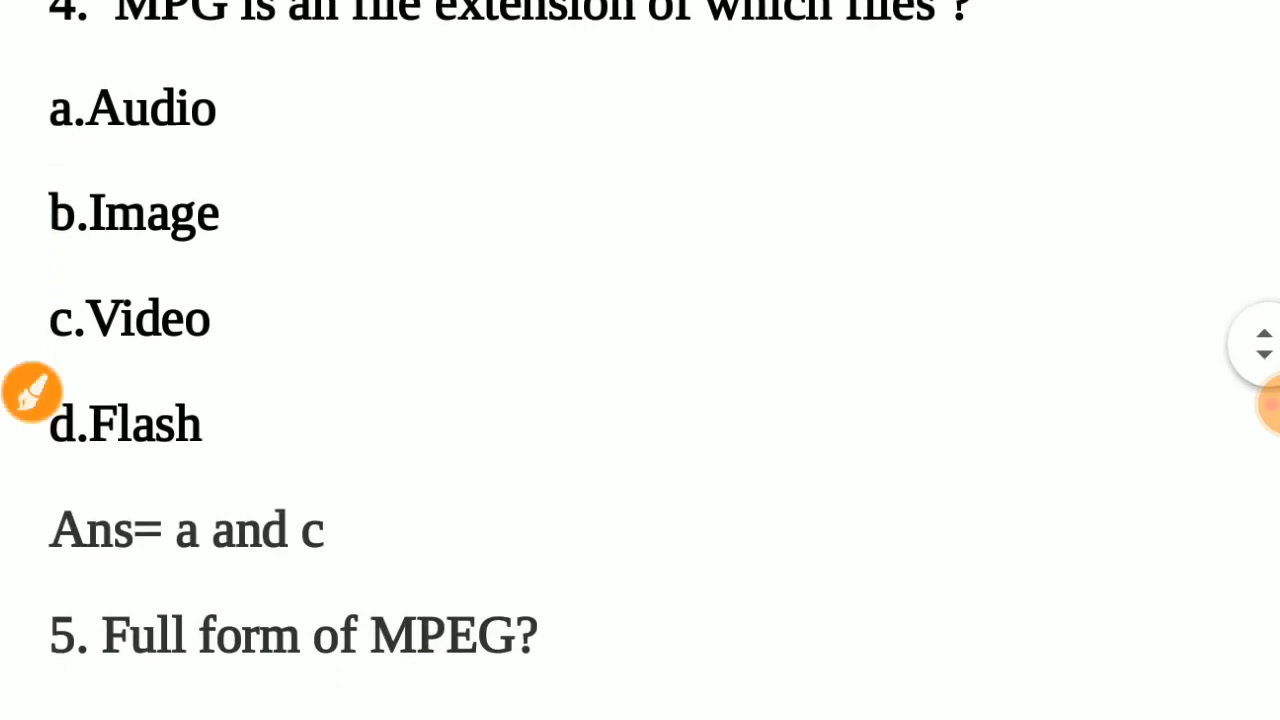 4. MPG is an file extension of which files ?
a.Audio
b.Image
c.Video
d.Flash
Ans= a and c
5. Full form of MPEG?